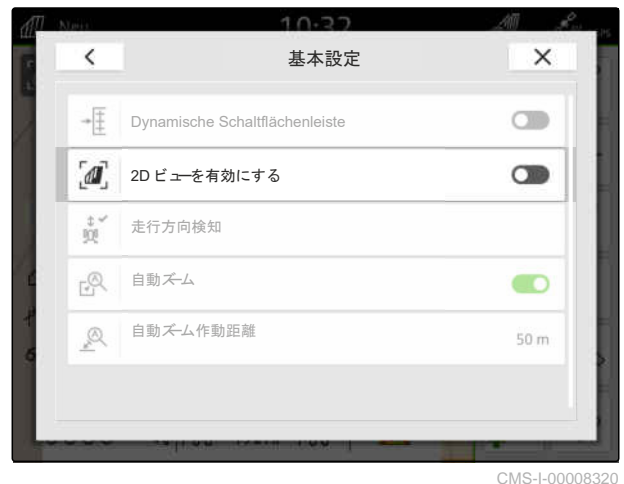 Neu
10:32
基本設定
Dynamische Schaltflächenleiste
2D ビューを有効にする
走行方向検知
自動ズーム
自動ズーム作動距離
50 m
CMS-I-00008320